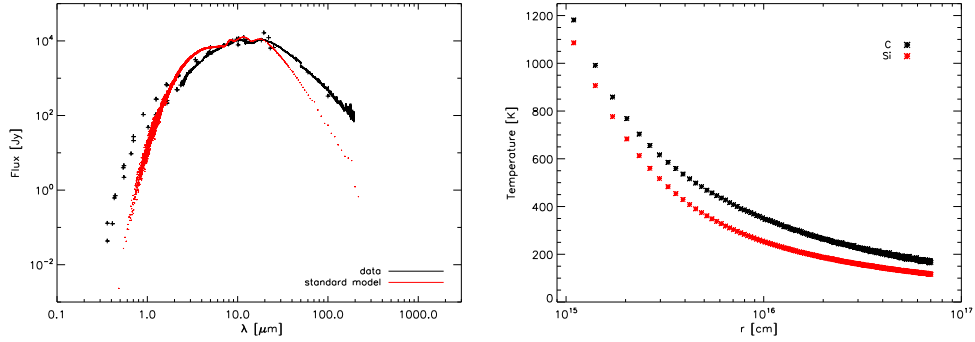 10⁴
10²
10⁰
10⁻²
Flux [Jy]
data
standard model
0.1 1.0 10.0 100.0 1000.0
λ [μm]
1200
1000
800
600
400
200
0
Temperature [K]
C
Si
10¹⁵ 10¹⁶ 10¹⁷
r [cm]